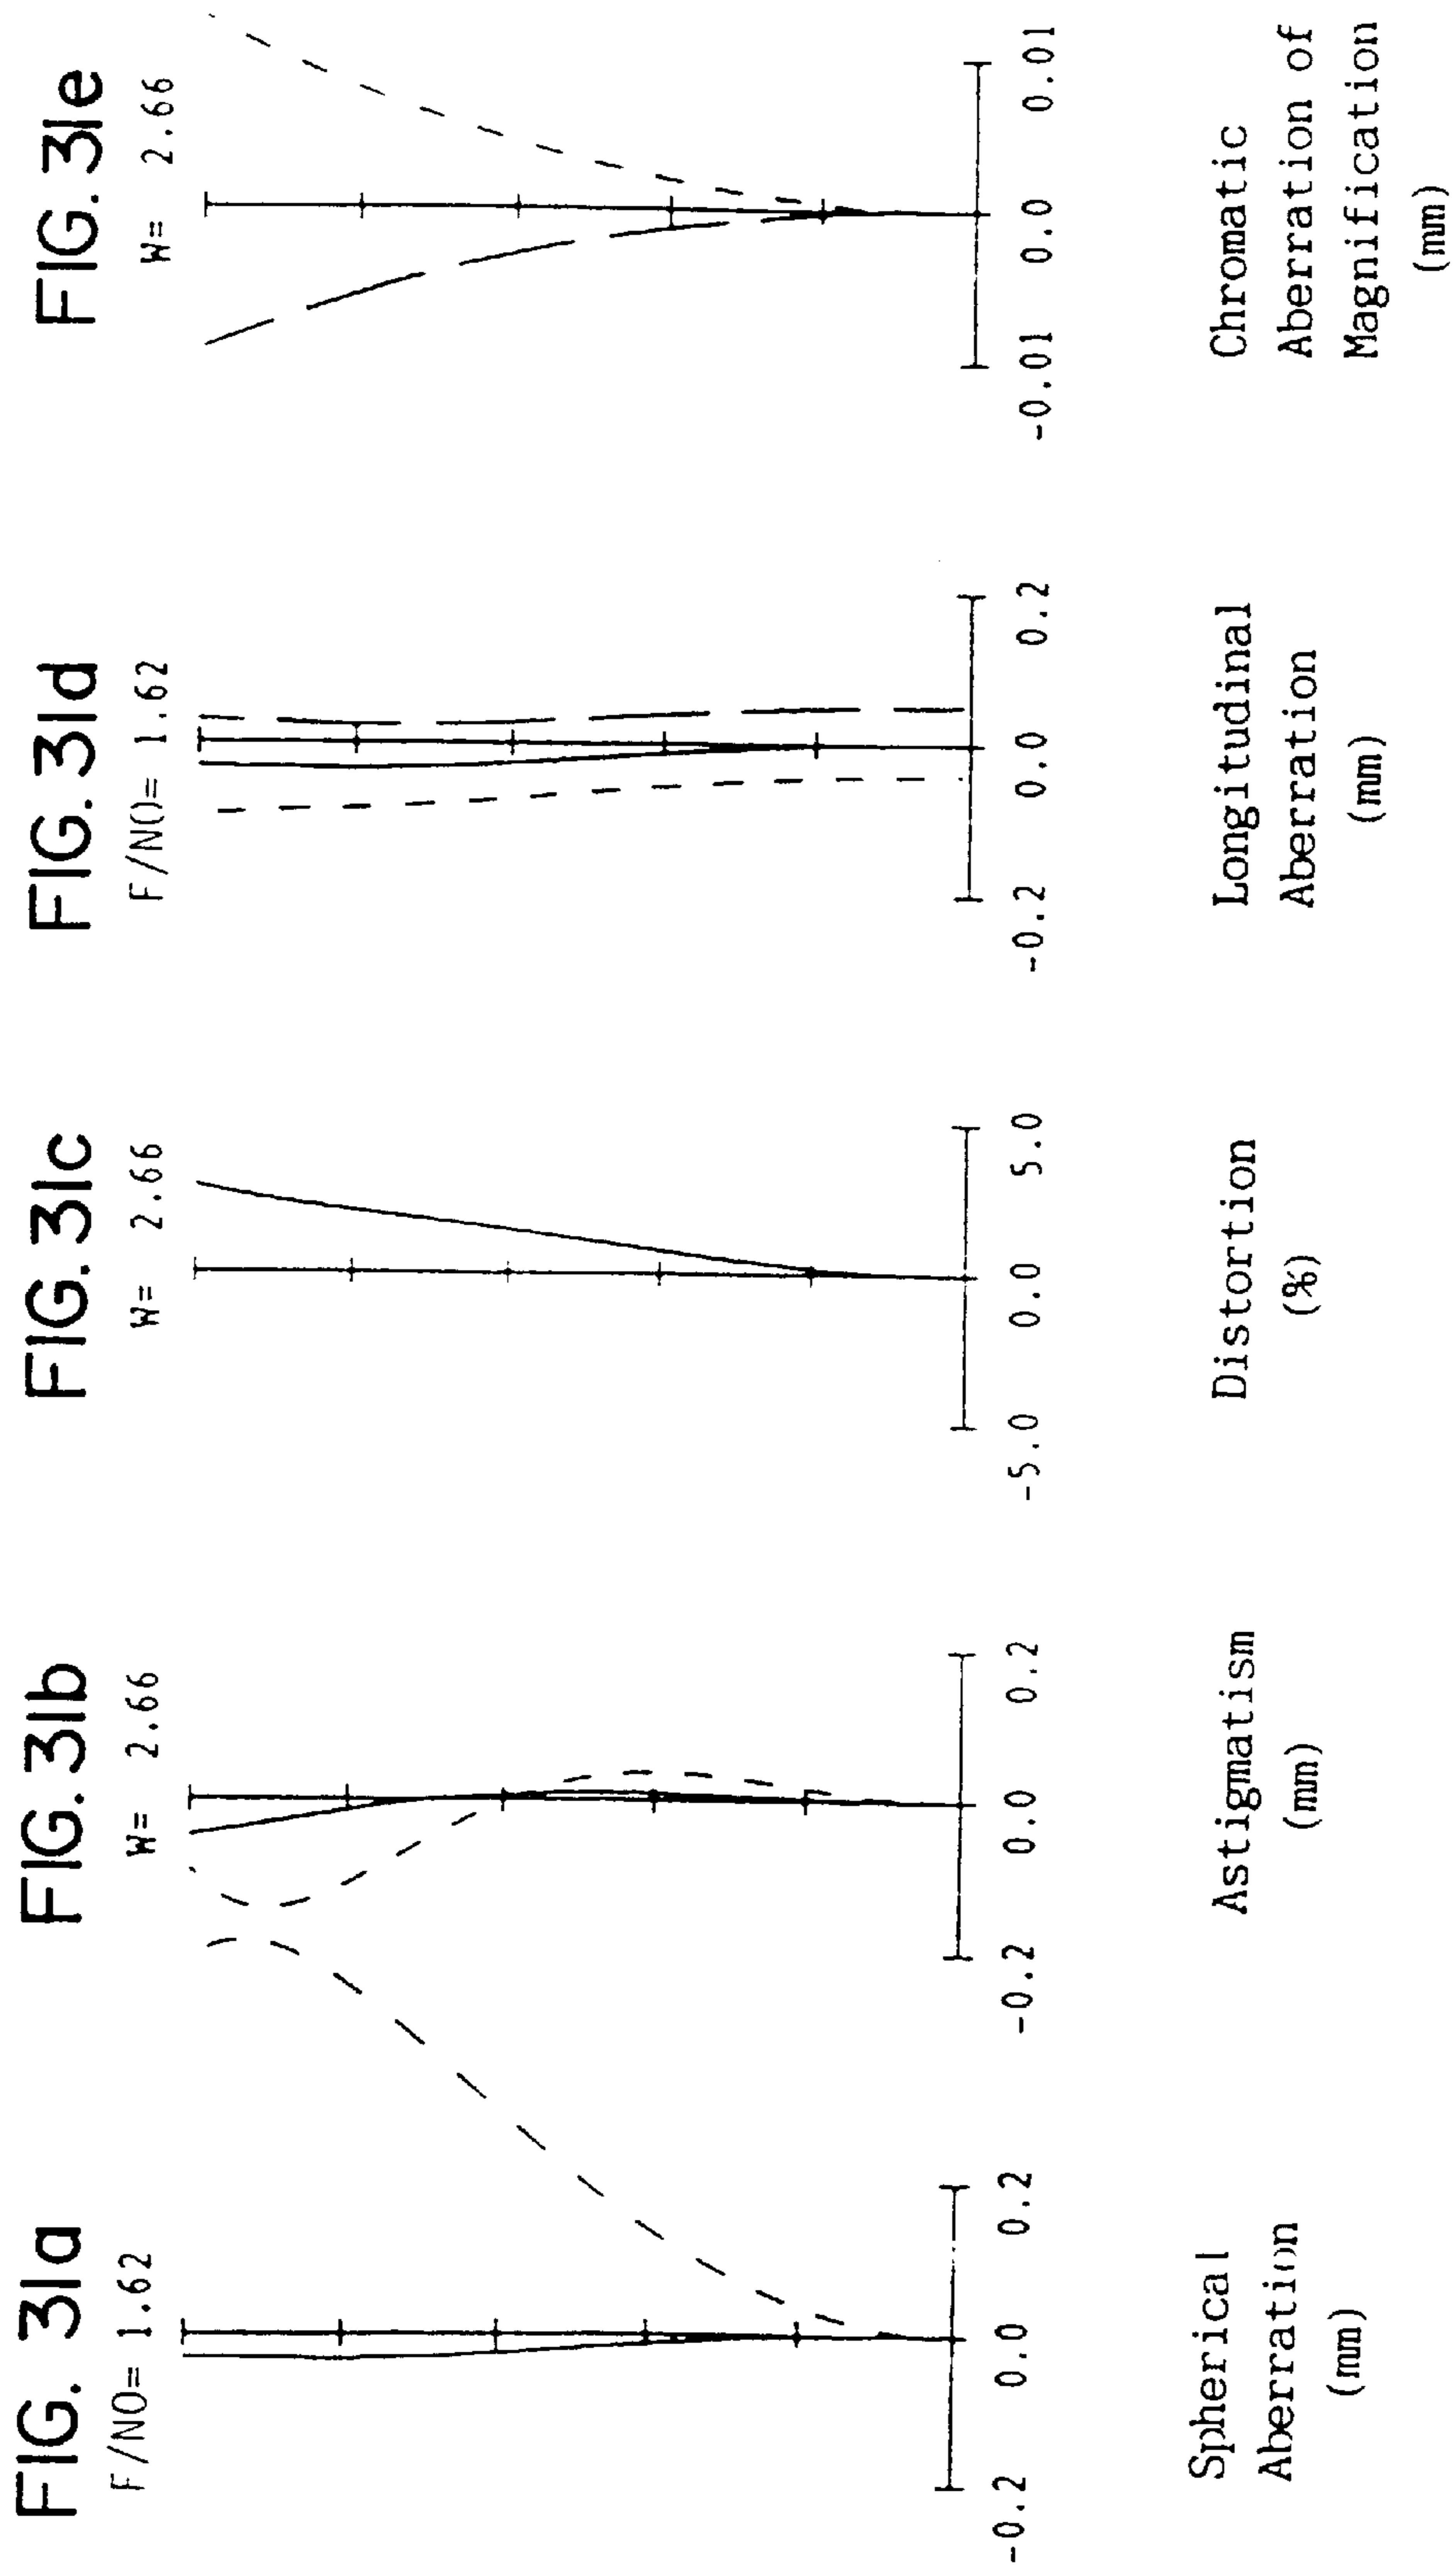 FIG. 31a
F/NO= 1.62
-0.2 0.0 0.2
Spherical
Aberration
(mm)
FIG. 31b
W= 2.66
-0.2 0.0 0.2
Astigmatism
(mm)
FIG. 31c
W= 2.66
-5.0 0.0 5.0
Distortion
(%)
FIG. 31d
F/NO= 1.62
-0.2 0.0 0.2
Longitudinal
Aberration
(mm)
FIG. 31e
W= 2.66
-0.01 0.0 0.01
Chromatic
Aberration of
Magnification
(mm)